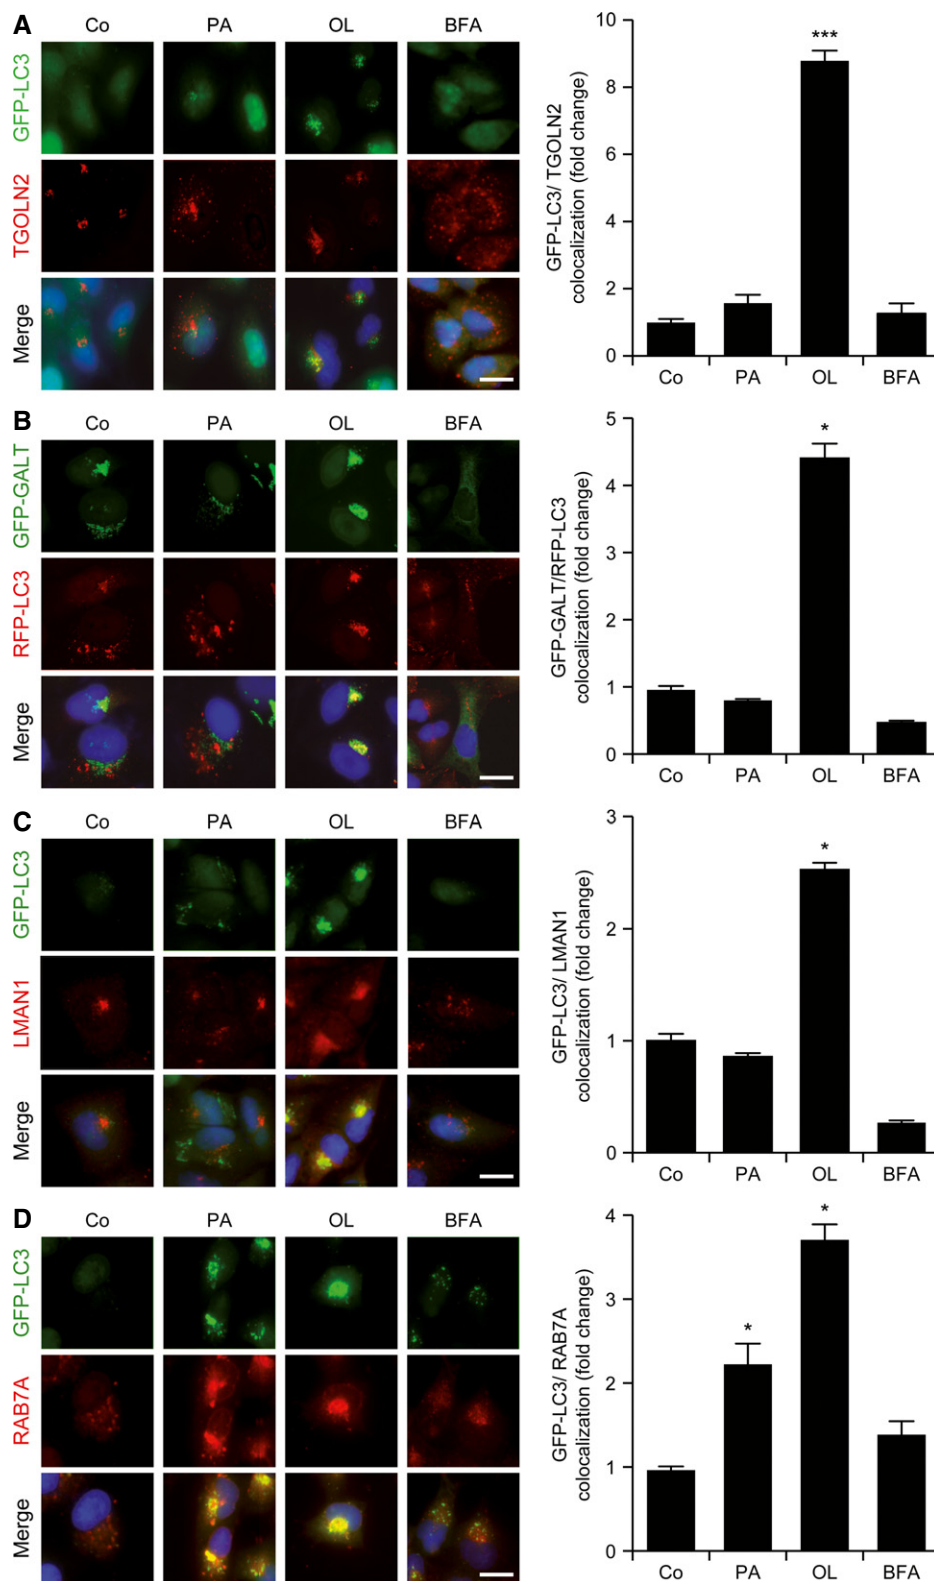 A
Co PA OL BFA
GFP-LC3
TGOLN2
Merge
GFP-LC3/ TGOLN2
colocalization (fold change)
10
8
6
4
2
0
***
Co PA OL BFA
B
Co PA OL BFA
GFP-GALT
RFP-LC3
Merge
GFP-GALT/RFP-LC3
colocalization (fold change)
5
4
3
2
1
0
*
Co PA OL BFA
C
Co PA OL BFA
GFP-LC3
LMAN1
Merge
GFP-LC3/ LMAN1
colocalization (fold change)
3
2
1
0
*
Co PA OL BFA
D
Co PA OL BFA
GFP-LC3
RAB7A
Merge
GFP-LC3/ RAB7A
colocalization (fold change)
4
3
2
1
0
*
*
Co PA OL BFA